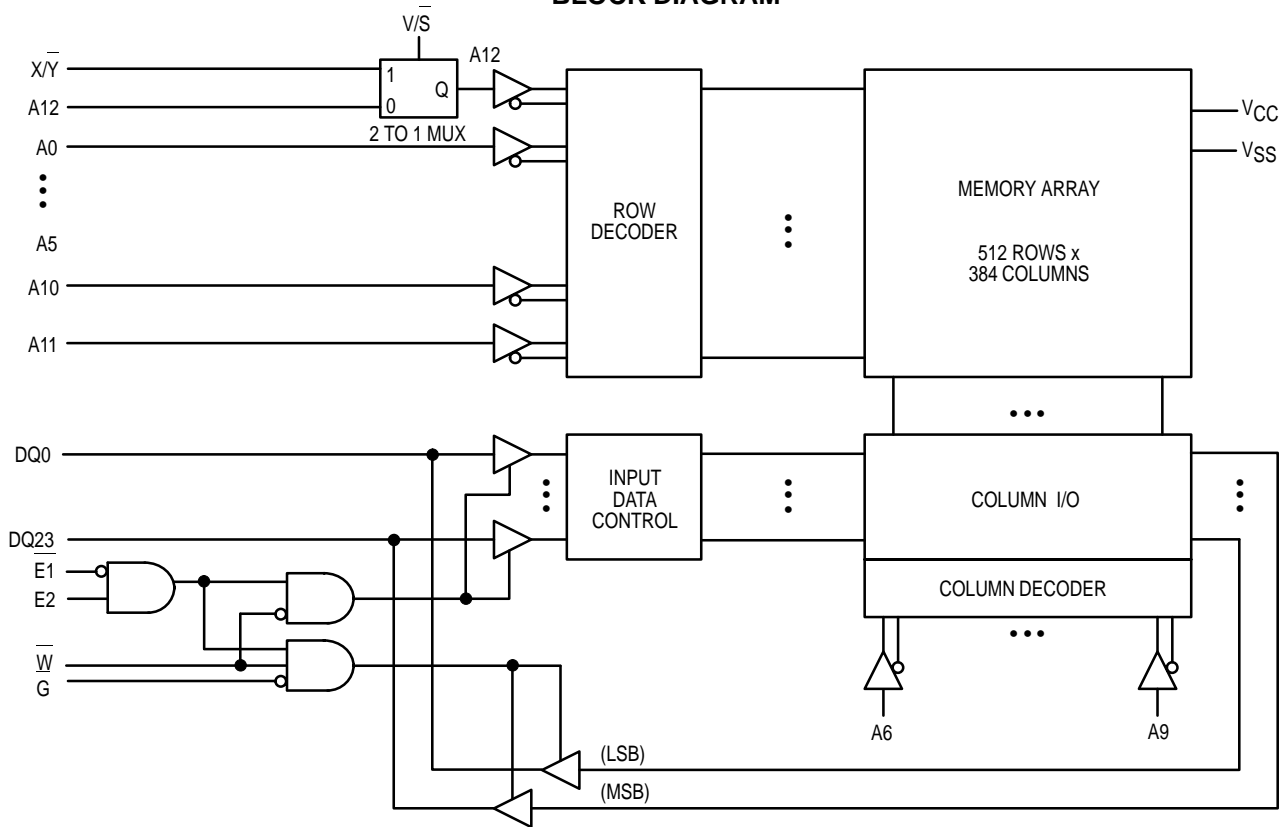 BLOCK DIAGRAM
V/S̅
X/Y̅
A12
1
0
Q
A12
2 TO 1 MUX
A0
A5
A10
A11
ROW
DECODER
MEMORY ARRAY
512 ROWS x
384 COLUMNS
VCC
VSS
DQ0
DQ23
INPUT
DATA
CONTROL
COLUMN I/O
COLUMN DECODER
E̅1̅
E2
W̅
G̅
A6
A9
(LSB)
(MSB)